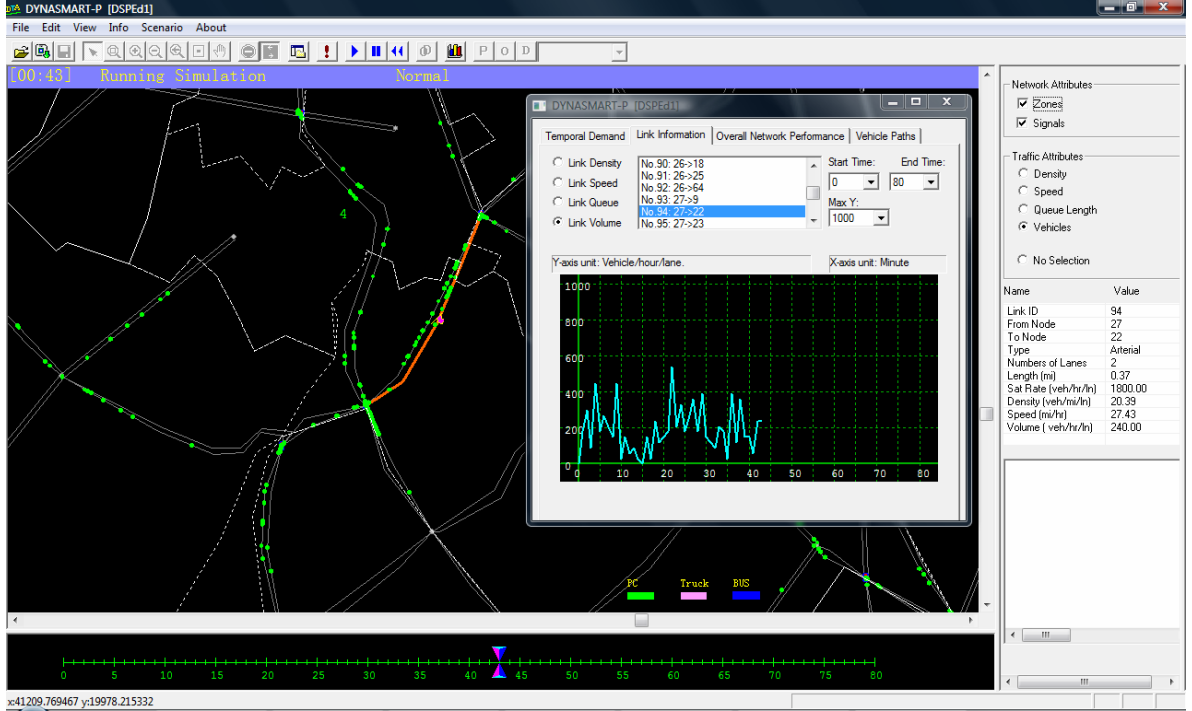 DYNASMART-P [DSPEd1]
File Edit View Info Scenario About
P O D
[00:43] Running Simulation Normal
4
PC Truck BUS
DYNASMART-P [DSPEd1]
Temporal Demand Link Infomation Overall Network Perfomance Vehicle Paths
Link Density
Link Speed
Link Queue
Link Volume
No.90: 26->18
No.91: 26->25
No.92: 26->64
No.93: 27->9
No.94: 27->22
No.95: 27->23
Start Time: End Time:
0 80
Max Y:
1000
Y-axis unit: Vehicle/hour/lane. X-axis unit: Minute
1000
800
600
400
200
0
0 10 20 30 40 50 60 70 80
Network Attributes
Zones
Signals
Traffic Attributes
Density
Speed
Queue Length
Vehicles
No Selection
Name Value
Link ID 94
From Node 27
To Node 22
Type Arterial
Numbers of Lanes 2
Length (mi) 0.37
Sat Rate (veh/hr/ln) 1800.00
Density (veh/mi/ln) 20.39
Speed (mi/hr) 27.43
Volume ( veh/hr/ln) 240.00
0 5 10 15 20 25 30 35 40 45 50 55 60 65 70 75 80
x:41209.769467 y:19978.215332